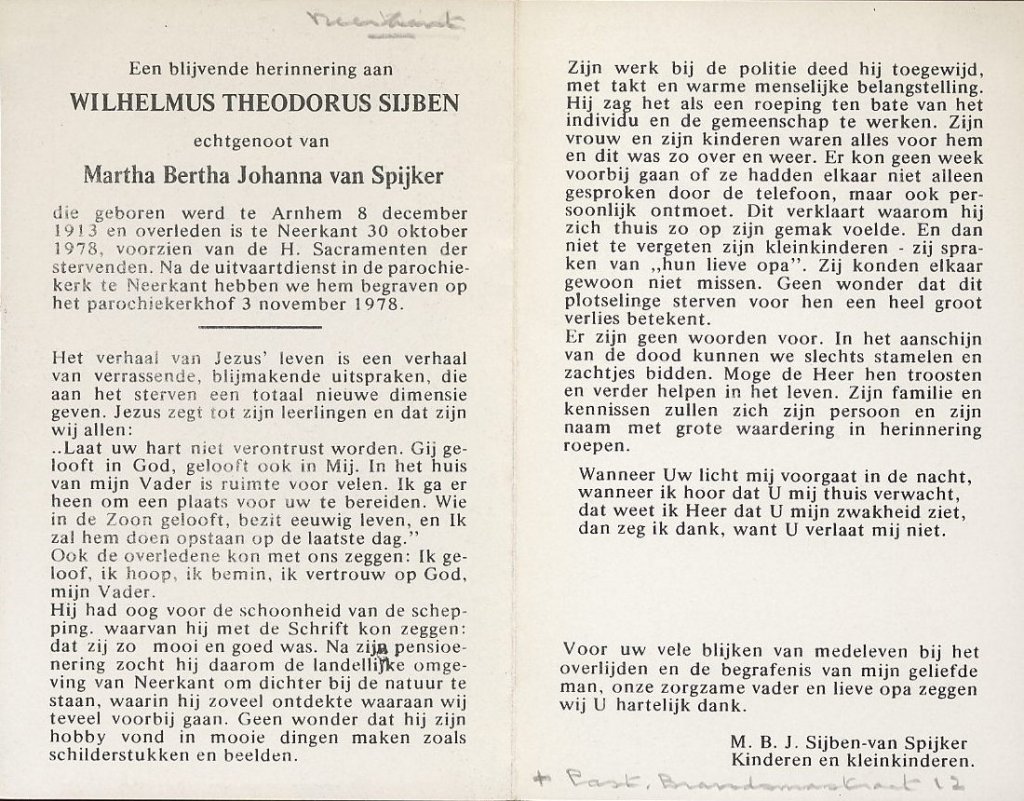 Neerkant
Een blijvende herinnering aan
WILHELMUS THEODORUS SIJBEN
echtgenoot van
Martha Bertha Johanna van Spijker
die geboren werd te Arnhem 8 december
1913 en overleden is te Neerkant 30 oktober
1978, voorzien van de H. Sacramenten der
stervenden. Na de uitvaartdienst in de parochie-
kerk te Neerkant hebben we hem begraven op
het parochiekerkhof 3 november 1978.
Het verhaal van Jezus' leven is een verhaal
van verrassende, blijmakende uitspraken, die
aan het sterven een totaal nieuwe dimensie
geven. Jezus zegt tot zijn leerlingen en dat zijn
wij allen:
,,Laat uw hart niet verontrust worden. Gij ge-
looft in God, gelooft ook in Mij. In het huis
van mijn Vader is ruimte voor velen. Ik ga er
heen om een plaats voor uw te bereiden. Wie
in de Zoon gelooft, bezit eeuwig leven, en Ik
zal hem doen opstaan op de laatste dag."
Ook de overledene kon met ons zeggen: Ik ge-
loof, ik hoop, ik bemin, ik vertrouw op God,
mijn Vader.
Hij had oog voor de schoonheid van de schep-
ping. waarvan hij met de Schrift kon zeggen:
dat zij zo mooi en goed was. Na zijn pensioe-
nering zocht hij daarom de landelijke omge-
ving van Neerkant om dichter bij de natuur te
staan, waarin hij zoveel ontdekte waaraan wij
teveel voorbij gaan. Geen wonder dat hij zijn
hobby vond in mooie dingen maken zoals
schilderstukken en beelden.
Zijn werk bij de politie deed hij toegewijd,
met takt en warme menselijke belangstelling.
Hij zag het als een roeping ten bate van het
individu en de gemeenschap te werken. Zijn
vrouw en zijn kinderen waren alles voor hem
en dit was zo over en weer. Er kon geen week
voorbij gaan of ze hadden elkaar niet alleen
gesproken door de telefoon, maar ook per-
soonlijk ontmoet. Dit verklaart waarom hij
zich thuis zo op zijn gemak voelde. En dan
niet te vergeten zijn kleinkinderen - zij spra-
ken van ,,hun lieve opa". Zij konden elkaar
gewoon niet missen. Geen wonder dat dit
plotselinge sterven voor hen een heel groot
verlies betekent.
Er zijn geen woorden voor. In het aanschijn
van de dood kunnen we slechts stamelen en
zachtjes bidden. Moge de Heer hen troosten
en verder helpen in het leven. Zijn familie en
kennissen zullen zich zijn persoon en zijn
naam met grote waardering in herinnering
roepen.
Wanneer Uw licht mij voorgaat in de nacht,
wanneer ik hoor dat U mij thuis verwacht,
dat weet ik Heer dat U mijn zwakheid ziet,
dan zeg ik dank, want U verlaat mij niet.
Voor uw vele blijken van medeleven bij het
overlijden en de begrafenis van mijn geliefde
man, onze zorgzame vader en lieve opa zeggen
wij U hartelijk dank.
M. B. J. Sijben-van Spijker
Kinderen en kleinkinderen.
+ Past. Brandsmastraat 12